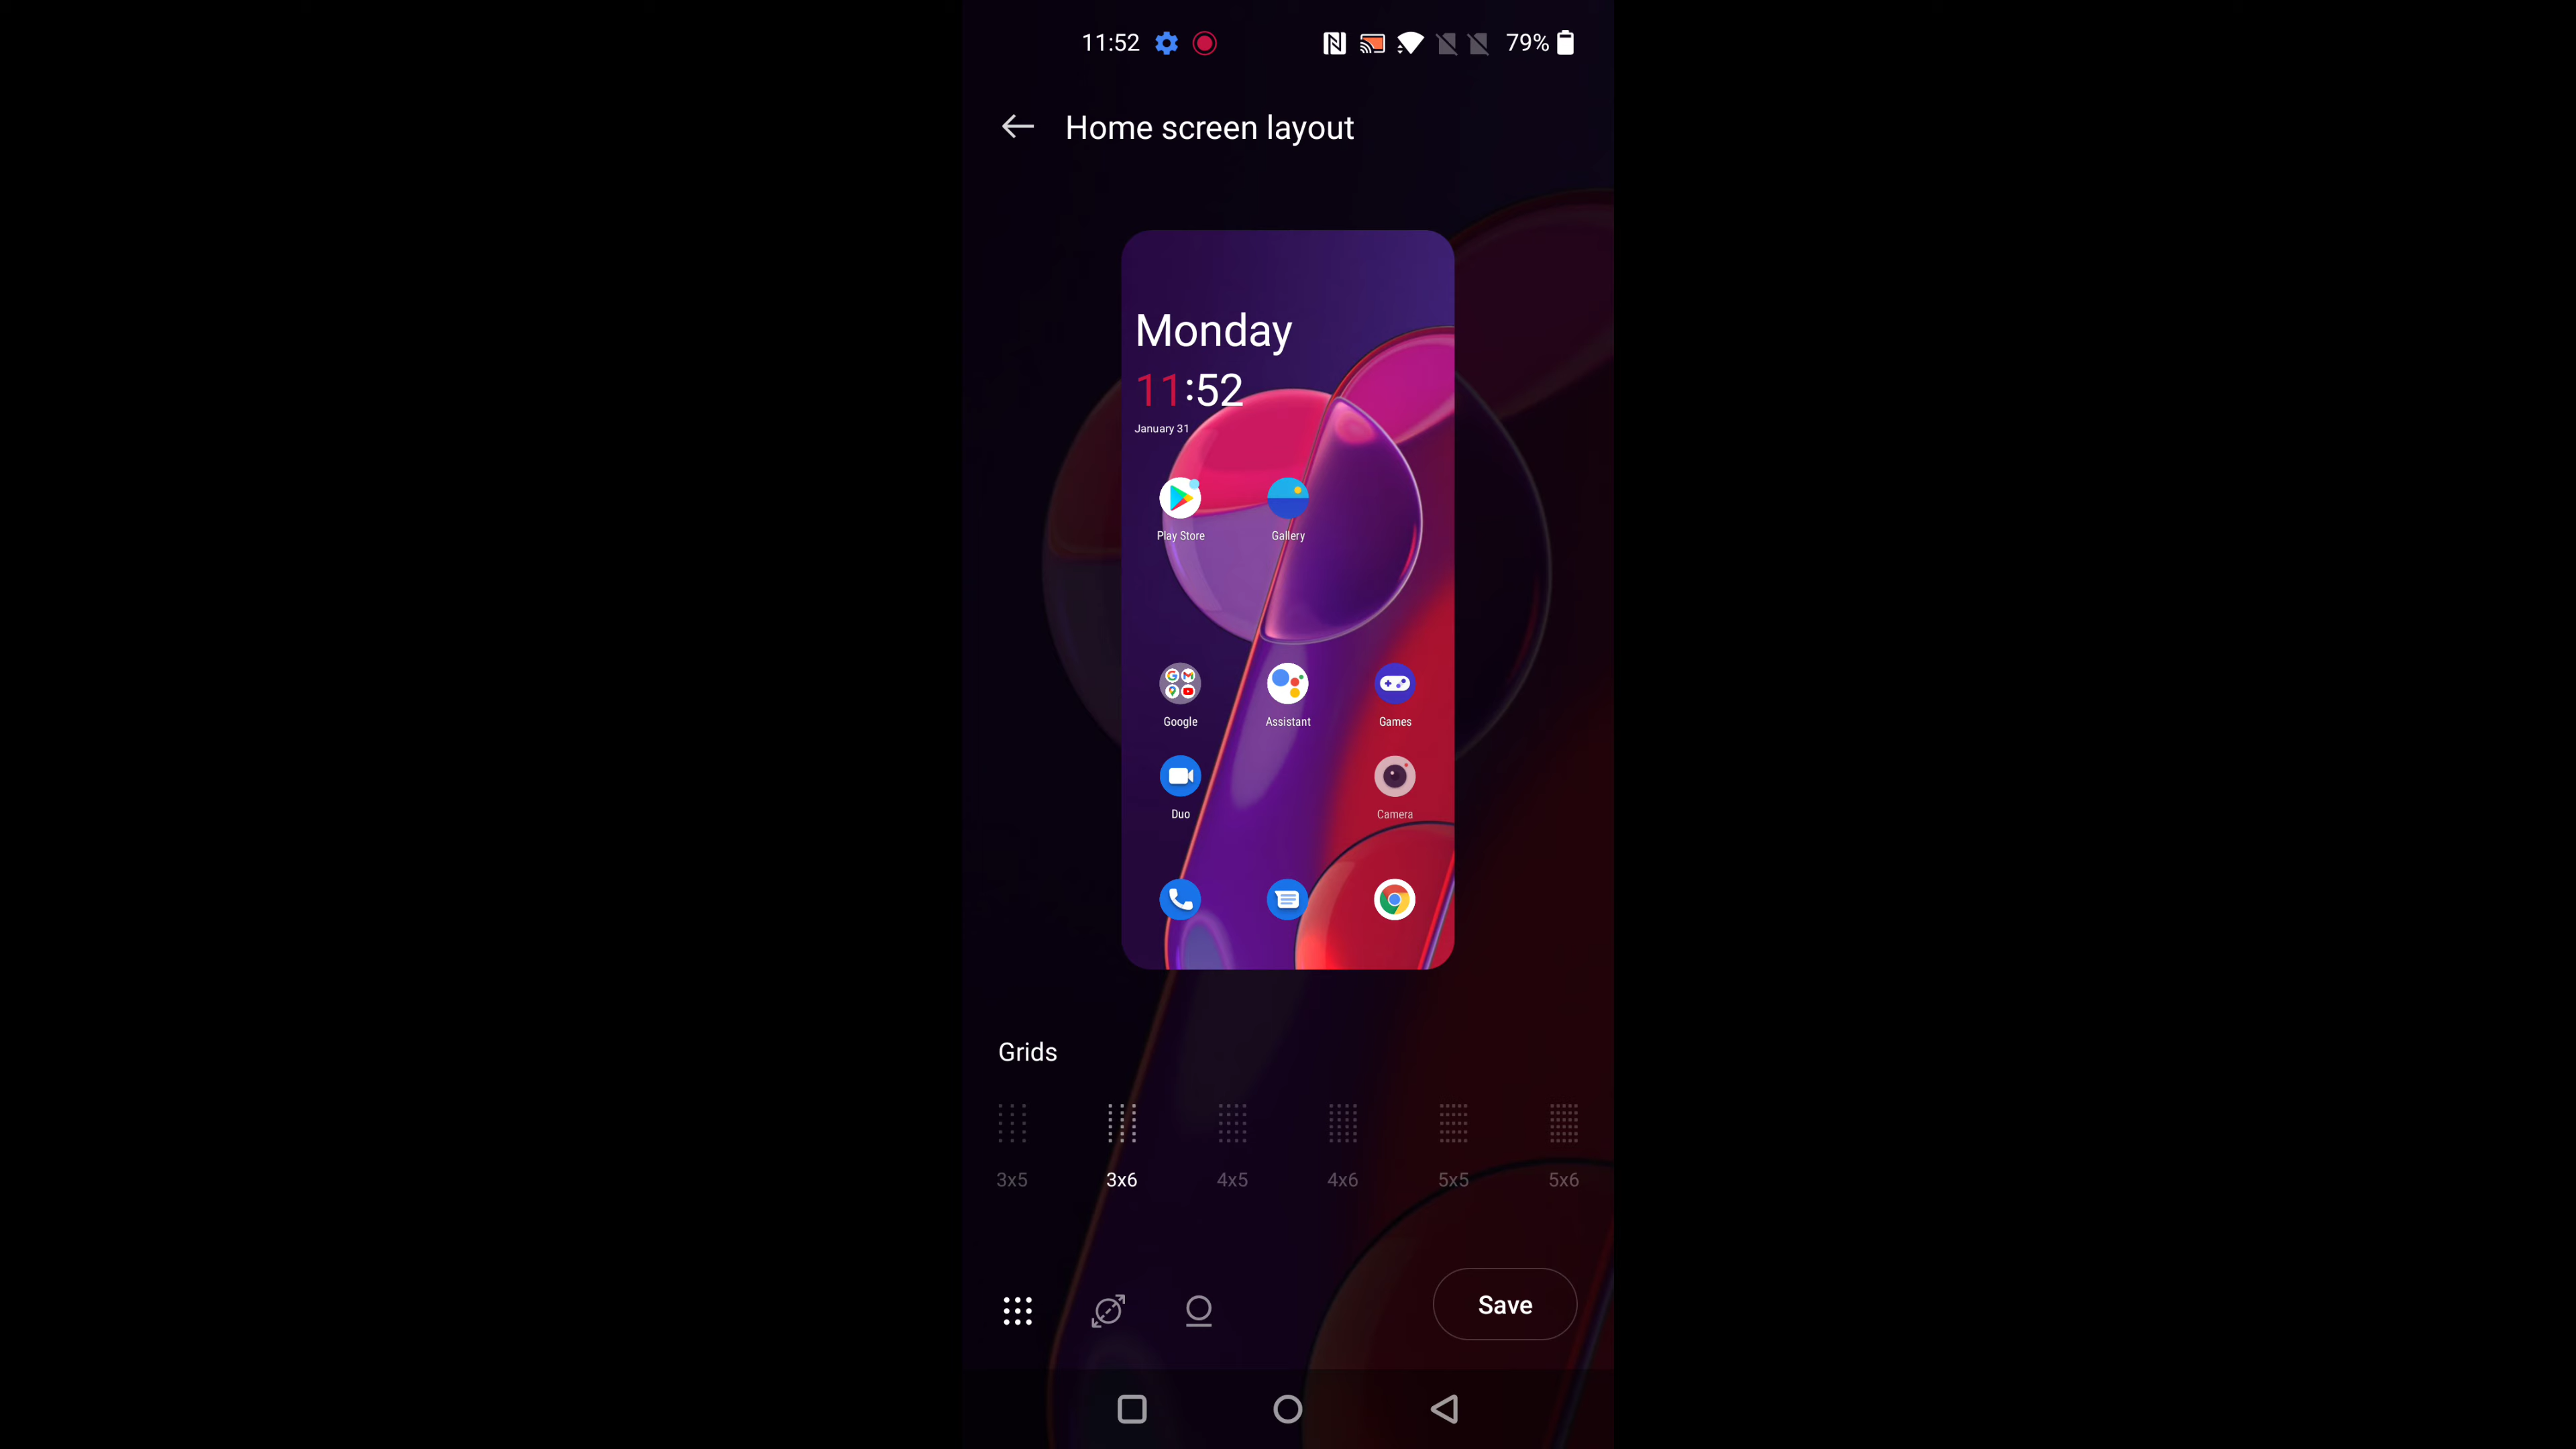 11:52 79%
Home screen layout
Monday
11:52
January 31
Play Store Gallery
Google Assistant Games
Duo Camera
Grids
3x5 3x6 4x5 4x6 5x5 5x6
Save